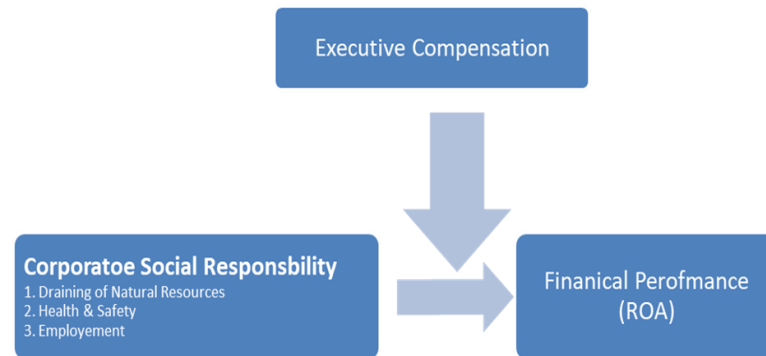 Executive Compensation
Corporatoe Social Responsbility
1. Draining of Natural Resources
2. Health & Safety
3. Employement
Finanical Perofmance
(ROA)